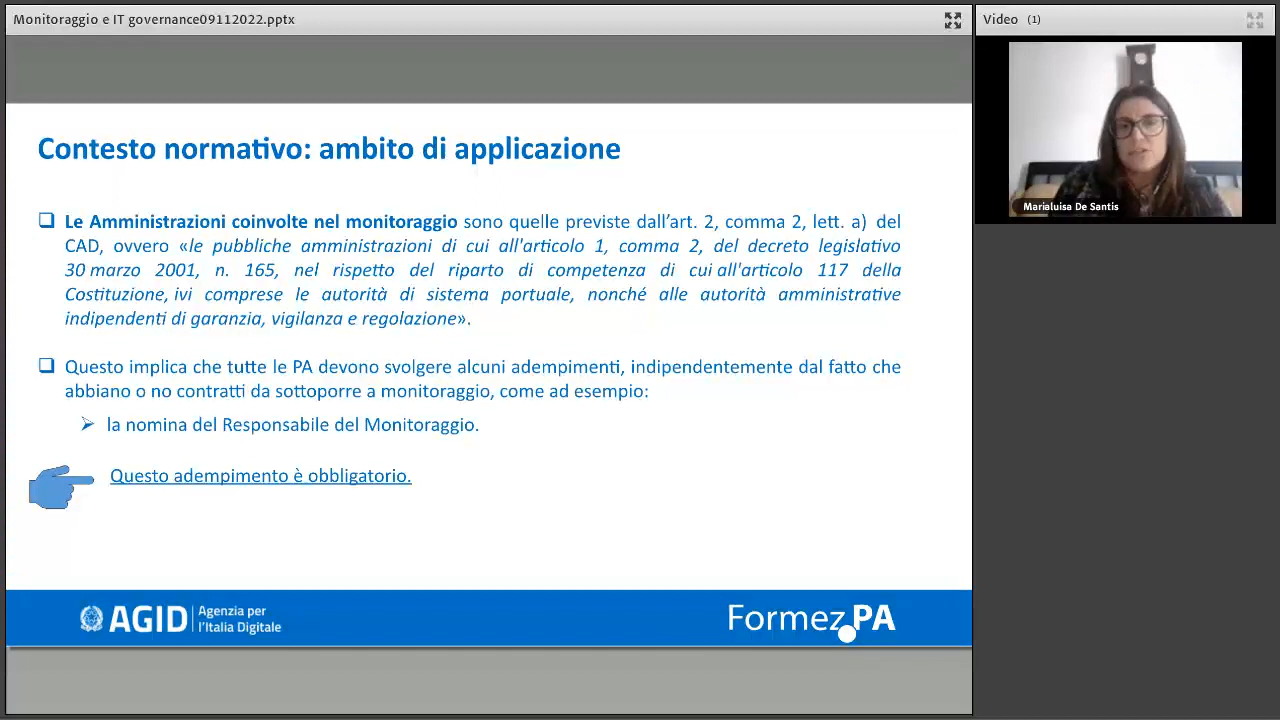 Monitoraggio e IT governance09112022.pptx
Video (1)
Marialuisa De Santis
Contesto normativo: ambito di applicazione
Le Amministrazioni coinvolte nel monitoraggio sono quelle previste dall'art. 2, comma 2, lett. a) del
CAD, ovvero «le pubbliche amministrazioni di cui all'articolo 1, comma 2, del decreto legislativo
30 marzo 2001, n. 165, nel rispetto del riparto di competenza di cui all'articolo 117 della
Costituzione, ivi comprese le autorità di sistema portuale, nonché alle autorità amministrative
indipendenti di garanzia, vigilanza e regolazione».
Questo implica che tutte le PA devono svolgere alcuni adempimenti, indipendentemente dal fatto che
abbiano o no contratti da sottoporre a monitoraggio, come ad esempio:
la nomina del Responsabile del Monitoraggio.
Questo adempimento è obbligatorio.
AGID Agenzia per
l'Italia Digitale
Formez PA